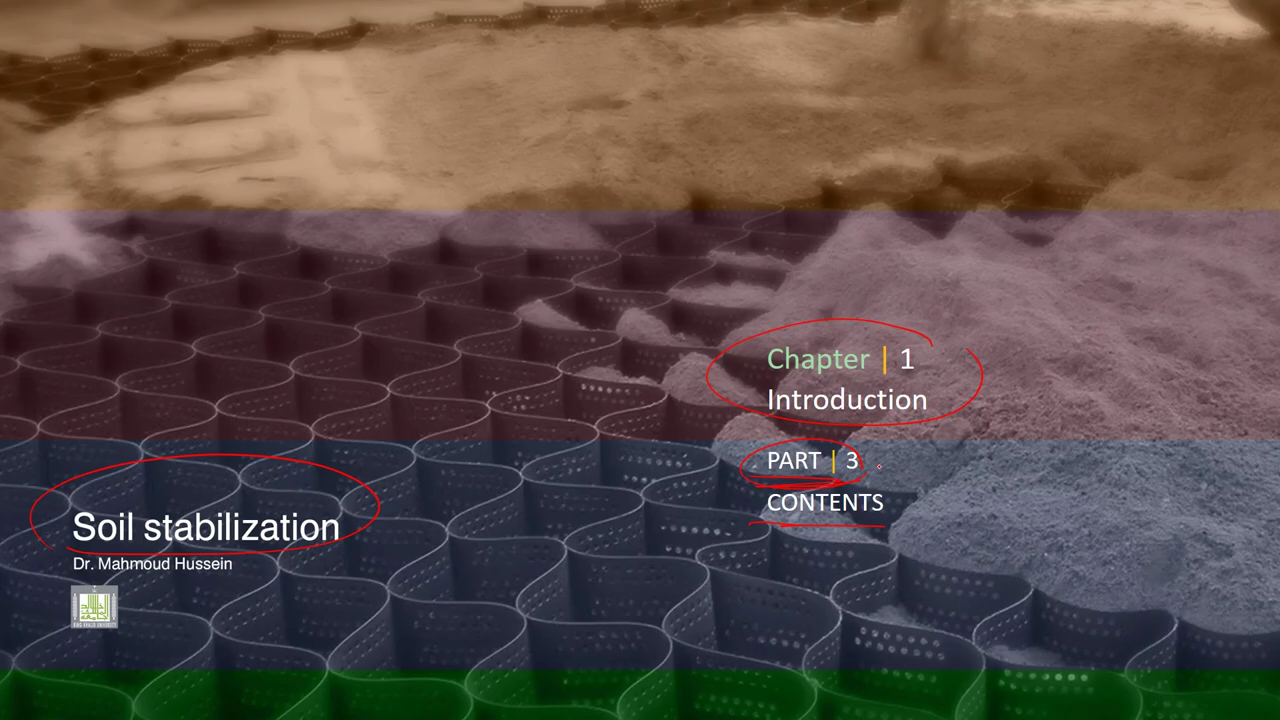 Chapter | 1
Introduction
PART | 3
CONTENTS
Soil stabilization
Dr. Mahmoud Hussein